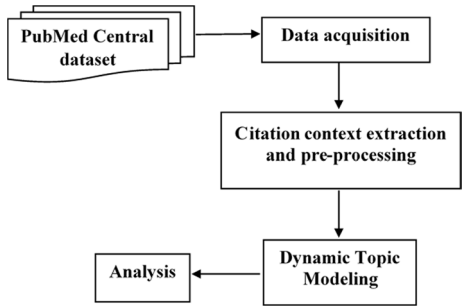 PubMed Central
dataset
Data acquisition
Citation context extraction
and pre-processing
Dynamic Topic
Modeling
Analysis